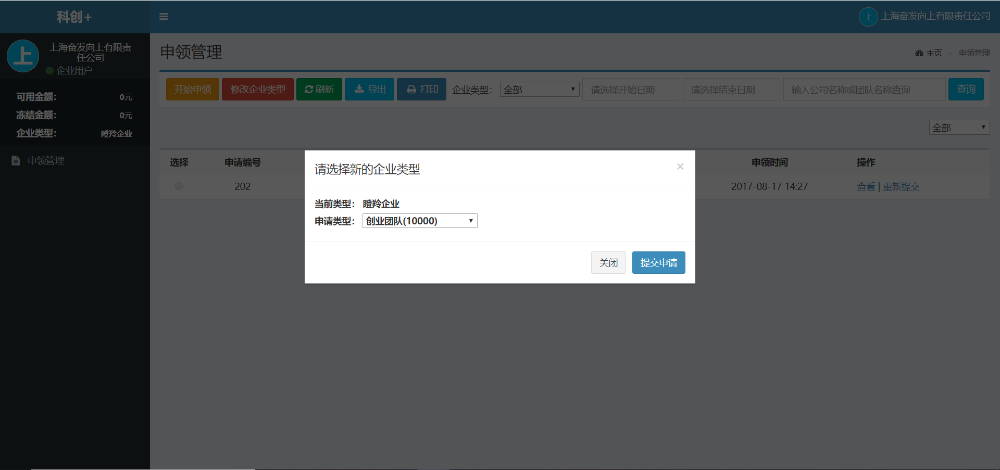 科创+
上 上海奋发向上有限责任公司
上
上海奋发向上有限责
任公司
企业用户
可用金额： 0元
冻结金额： 0元
企业类型： 瞪羚企业
申领管理
申领管理
主页 > 申领管理
开始申领 修改企业类型 刷新 导出 打印 企业类型： 全部 请选择开始日期 请选择结束日期 输入公司名称或团队名称查询 查询
全部
选择 申请编号 申领时间 操作
202 2017-08-17 14:27 查看 | 重新提交
请选择新的企业类型 ×
当前类型： 瞪羚企业
申请类型： 创业团队(10000)
关闭 提交申请